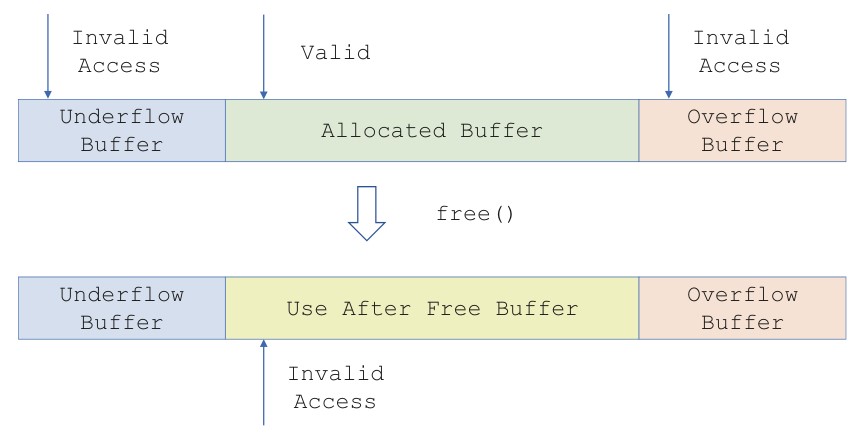 Invalid
Access
Valid
Invalid
Access
Underflow
Buffer
Allocated Buffer
Overflow
Buffer
free()
Underflow
Buffer
Use After Free Buffer
Overflow
Buffer
Invalid
Access